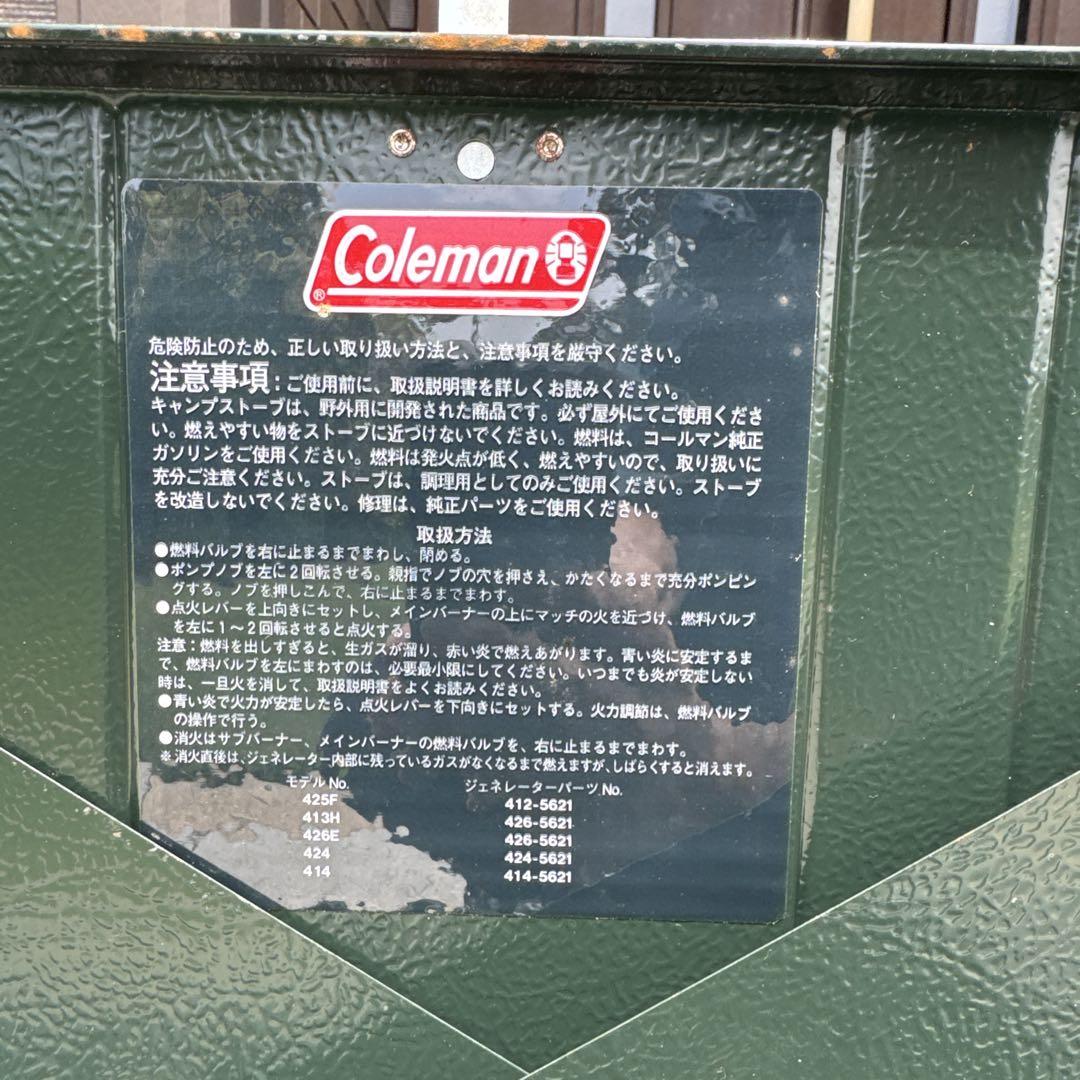 Coleman
®
危険防止のため、正しい取り扱い方法と、注意事項を厳守ください。
注意事項：ご使用前に、取扱説明書を詳しくお読みください。
キャンプストーブは、野外用に開発された商品です。必ず屋外にてご使用くださ
い。燃えやすい物をストーブに近づけないでください。燃料は、コールマン純正
ガソリンをご使用ください。燃料は発火点が低く、燃えやすいので、取り扱いに
充分ご注意ください。ストーブは、調理用としてのみご使用ください。ストーブ
を改造しないでください。修理は、純正パーツをご使用ください。
取扱方法
●燃料バルブを右に止まるまでまわし、閉める。
●ポンプノブを左に2回転させる。親指でノブの穴を押さえ、かたくなるまで充分ポンピン
グする。ノブを押しこんで、右に止まるまでまわす。
●点火レバーを上向きにセットし、メインバーナーの上にマッチの火を近づけ、燃料バルブ
を左に1〜2回転させると点火する。
注意：燃料を出しすぎると、生ガスが溜り、赤い炎で燃えあがります。青い炎に安定するま
で、燃料バルブを左にまわすのは、必要最小限にしてください。いつまでも炎が安定しない
時は、一旦火を消して、取扱説明書をよくお読みください。
●青い炎で火力が安定したら、点火レバーを下向きにセットする。火力調節は、燃料バルブ
の操作で行う。
●消火はサブバーナー、メインバーナーの燃料バルブを、右に止まるまでまわす。
※消火直後は、ジェネレーター内部に残っているガスがなくなるまで燃えますが、しばらくすると消えます。
モデル No. ジェネレーターパーツ No.
425F 412-5621
413H 426-5621
426E 426-5621
424 424-5621
414 414-5621